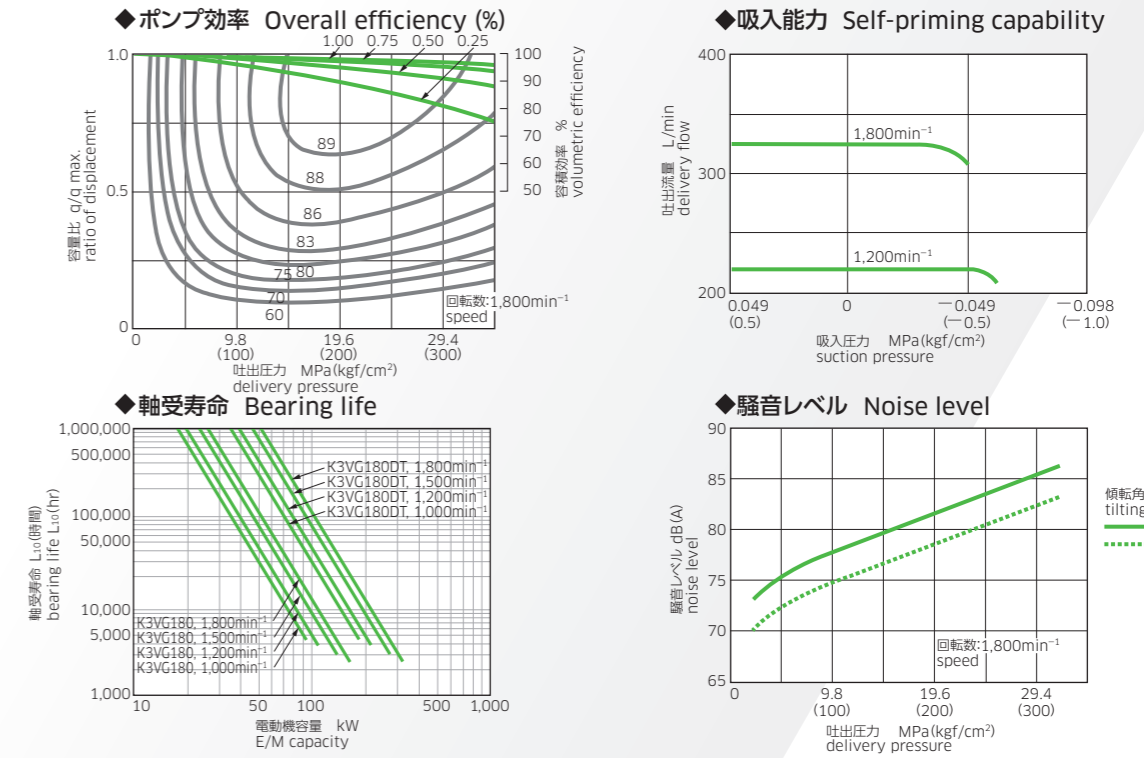 ◆ポンプ効率 Overall efficiency (%)
1.00 0.75 0.50 0.25
1.0
0.5
0
容量比 q/q max.
ratio of displacement
100
90
80
70
60
50
容積効率 %
volumetric efficiency
89
88
86
83
75 80
70
60
回転数:1,800min⁻¹
speed
0 9.8 19.6 29.4
(100) (200) (300)
吐出圧力 MPa(kgf/cm²)
delivery pressure
◆吸入能力 Self-priming capability
400
300
200
吐出流量 L/min
delivery flow
1,800min⁻¹
1,200min⁻¹
0.049 0 −0.049 −0.098
(0.5) (−0.5) (−1.0)
吸入圧力 MPa(kgf/cm²)
suction pressure
◆軸受寿命 Bearing life
1,000,000
500,000
100,000
50,000
10,000
5,000
1,000
軸受寿命 L₁₀(時間)
bearing life L₁₀(hr)
K3VG180DT, 1,800min⁻¹
K3VG180DT, 1,500min⁻¹
K3VG180DT, 1,200min⁻¹
K3VG180DT, 1,000min⁻¹
K3VG180, 1,800min⁻¹
K3VG180, 1,500min⁻¹
K3VG180, 1,200min⁻¹
K3VG180, 1,000min⁻¹
10 50 100 500 1,000
電動機容量 kW
E/M capacity
◆騒音レベル Noise level
90
85
80
75
70
65
騒音レベル dB(A)
noise level
回転数:1,800min⁻¹
speed
0 9.8 19.6 29.4
(100) (200) (300)
吐出圧力 MPa(kgf/cm²)
delivery pressure
傾転角
tilting